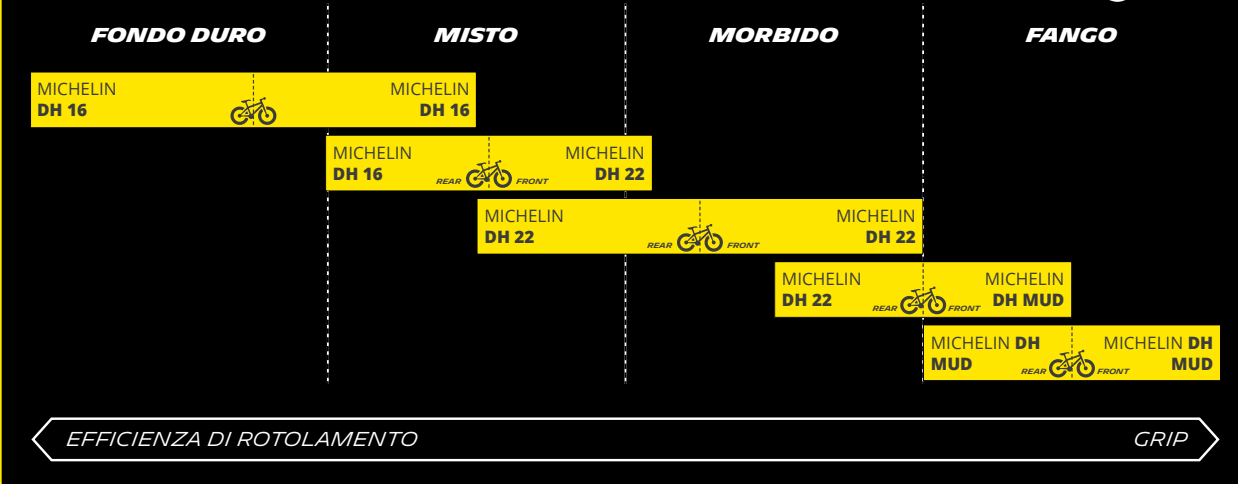 FONDO DURO MISTO MORBIDO FANGO
MICHELIN MICHELIN
DH 16 DH 16
MICHELIN MICHELIN
DH 16 REAR FRONT DH 22
MICHELIN MICHELIN
DH 22 REAR FRONT DH 22
MICHELIN MICHELIN
DH 22 REAR FRONT DH MUD
MICHELIN DH MICHELIN DH
MUD REAR FRONT MUD
EFFICIENZA DI ROTOLAMENTO GRIP